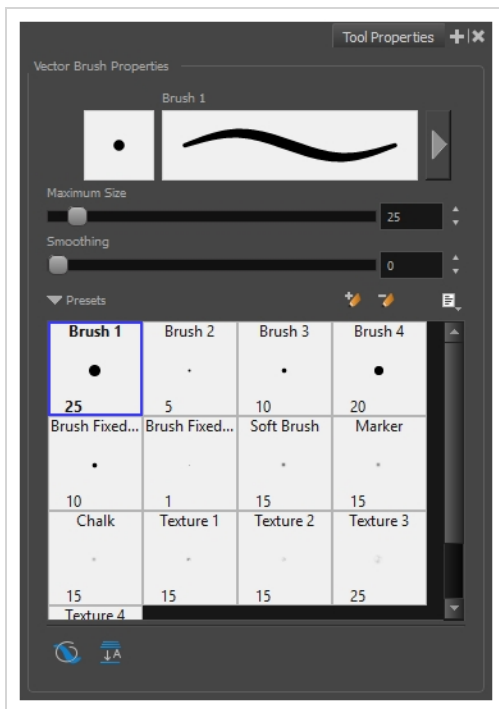 Tool Properties
Vector Brush Properties
Brush 1
Maximum Size
25
Smoothing
0
Presets
Brush 1 Brush 2 Brush 3 Brush 4
25 5 10 20
Brush Fixed... Brush Fixed... Soft Brush Marker
10 1 15 15
Chalk Texture 1 Texture 2 Texture 3
15 15 15 25
Texture 4
A